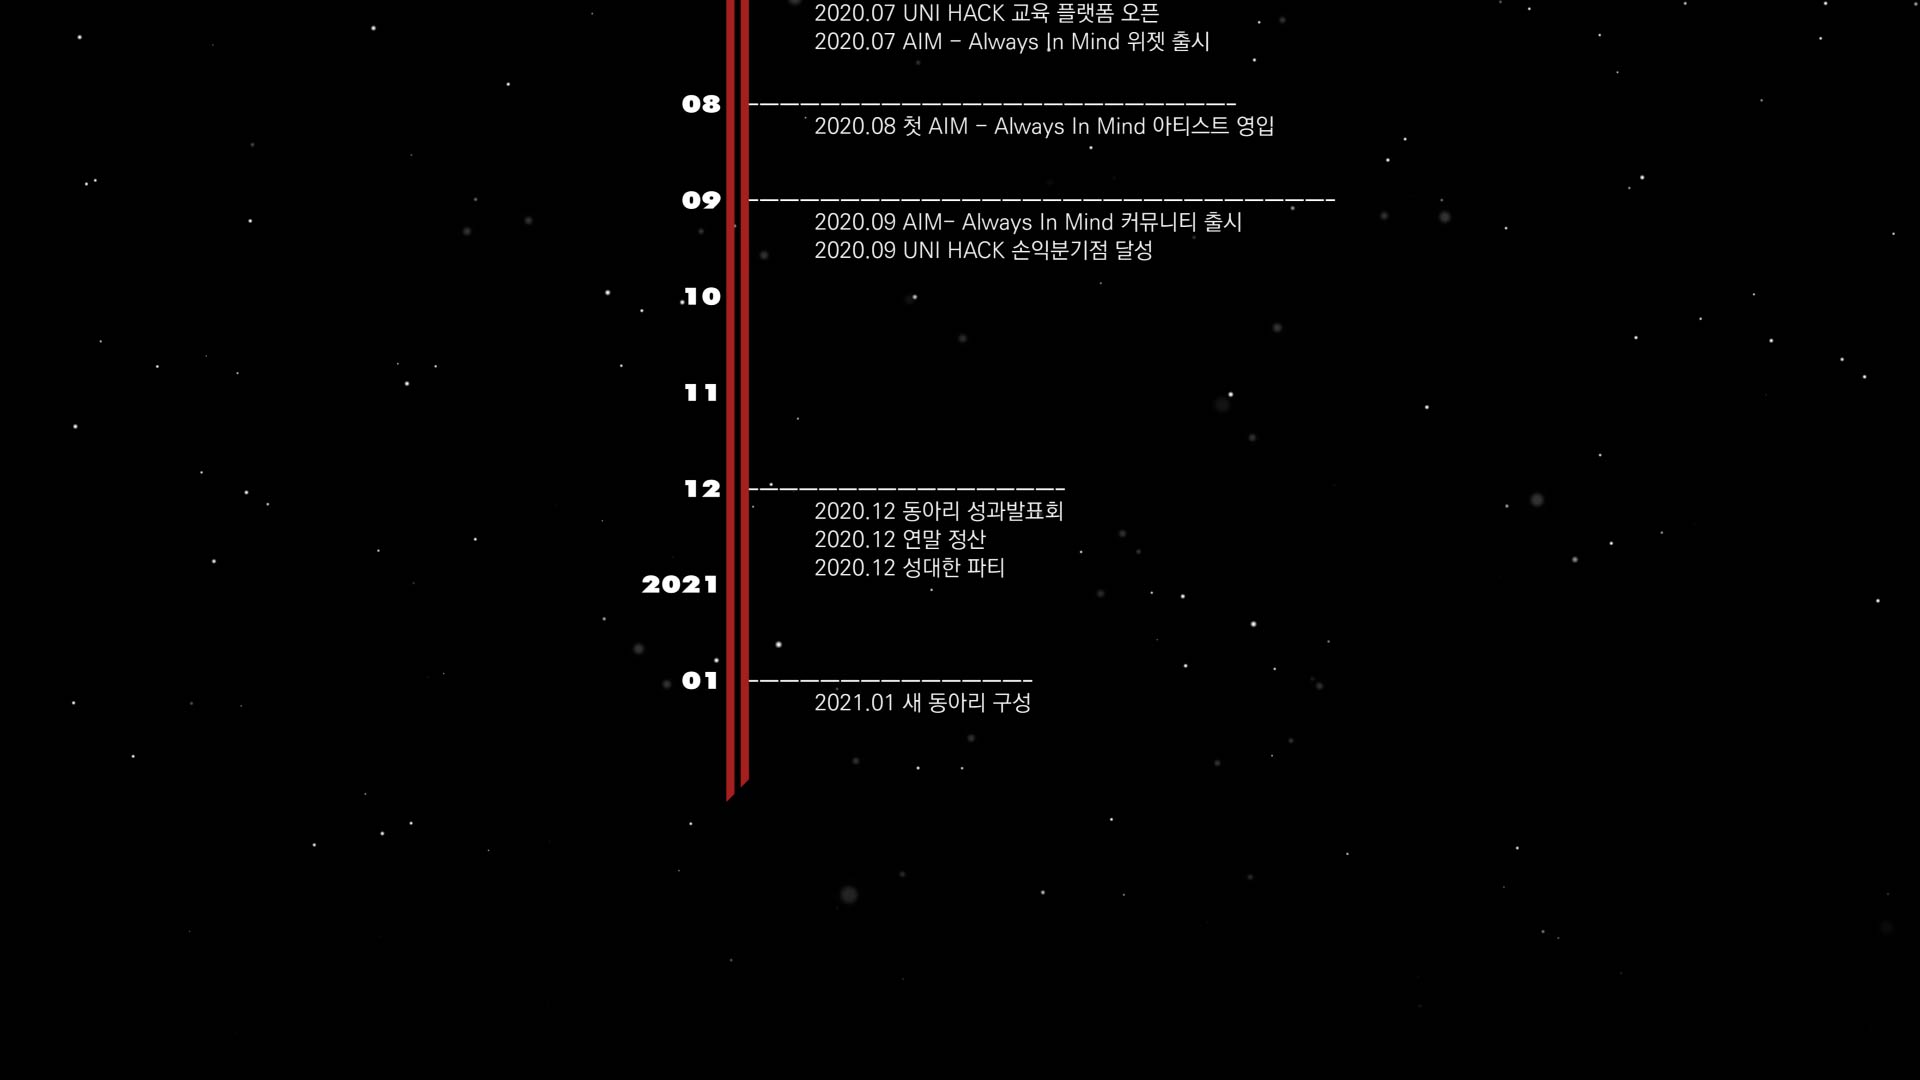 2020.07 UNI HACK 교육 플랫폼 오픈
2020.07 AIM - Always In Mind 위젯 출시
08
2020.08 첫 AIM - Always In Mind 아티스트 영입
09
2020.09 AIM- Always In Mind 커뮤니티 출시
2020.09 UNI HACK 손익분기점 달성
10
11
12
2020.12 동아리 성과발표회
2020.12 연말 정산
2020.12 성대한 파티
2021
01
2021.01 새 동아리 구성